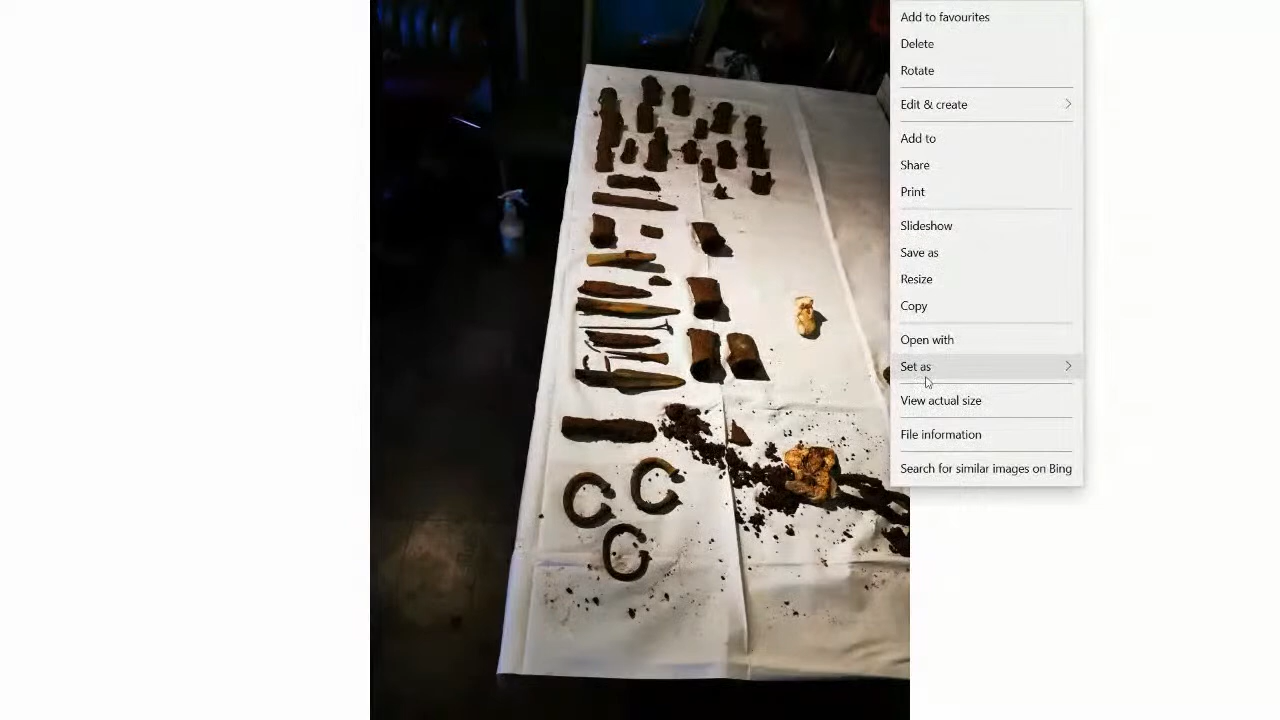 Add to favourites
Delete
Rotate
Edit & create
Add to
Share
Print
Slideshow
Save as
Resize
Copy
Open with
Set as
View actual size
File information
Search for similar images on Bing